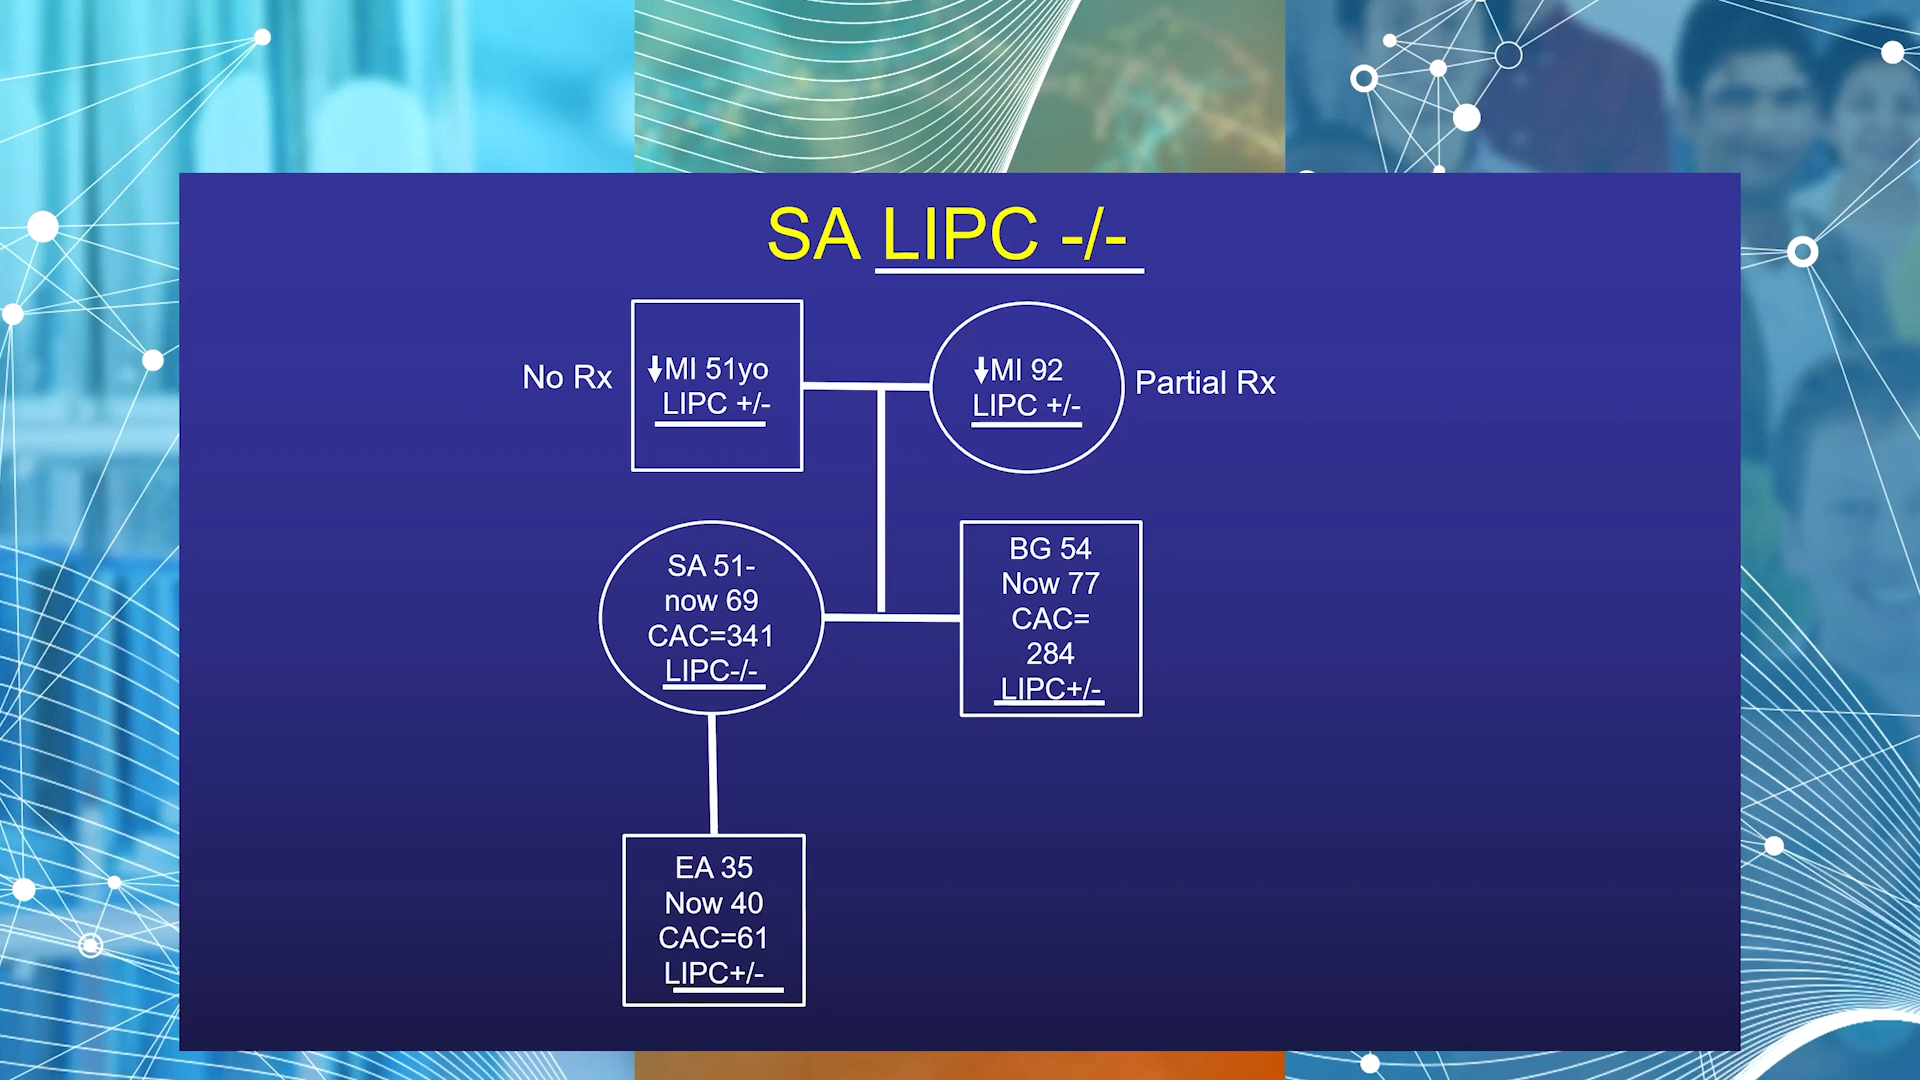 SA LIPC -/-
No Rx
↓MI 51yo
LIPC +/-
↓MI 92
LIPC +/-
Partial Rx
SA 51-
now 69
CAC=341
LIPC-/-
BG 54
Now 77
CAC=
284
LIPC+/-
EA 35
Now 40
CAC=61
LIPC+/-